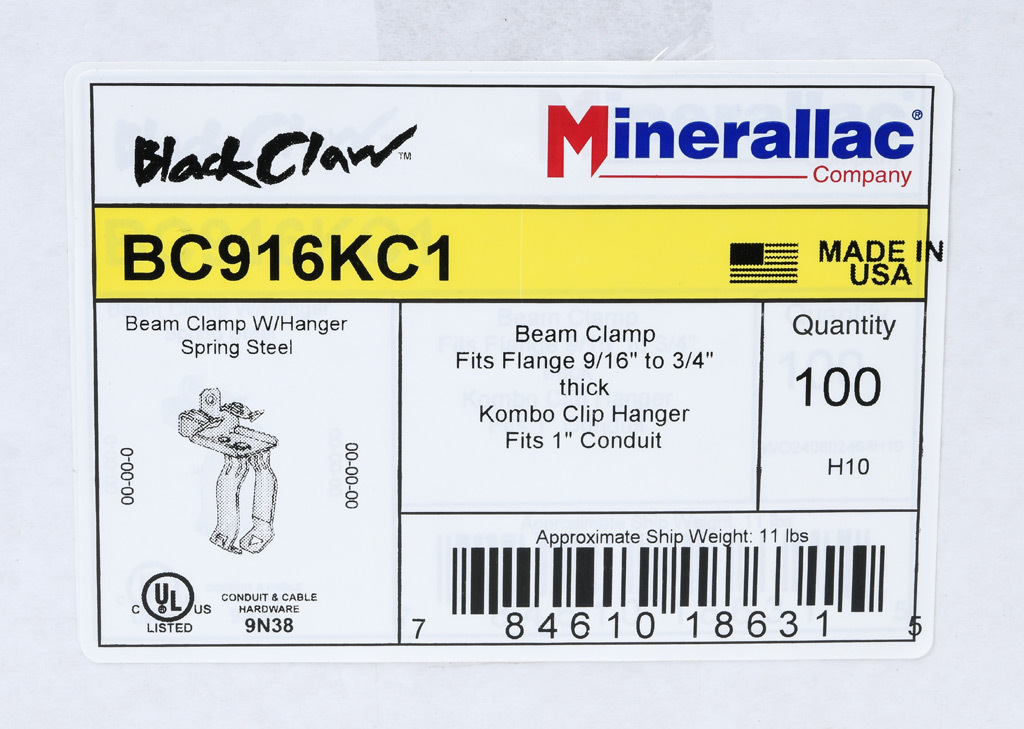 Black Claw™
Minerallac®
Company
BC916KC1
MADE IN
USA
Beam Clamp W/Hanger
Spring Steel
00-00-0
00-00-00
Beam Clamp
Fits Flange 9/16" to 3/4"
thick
Kombo Clip Hanger
Fits 1" Conduit
Quantity
100
H10
C UL US
LISTED
CONDUIT & CABLE
HARDWARE
9N38
Approximate Ship Weight: 11 lbs
7 84610 18631 5